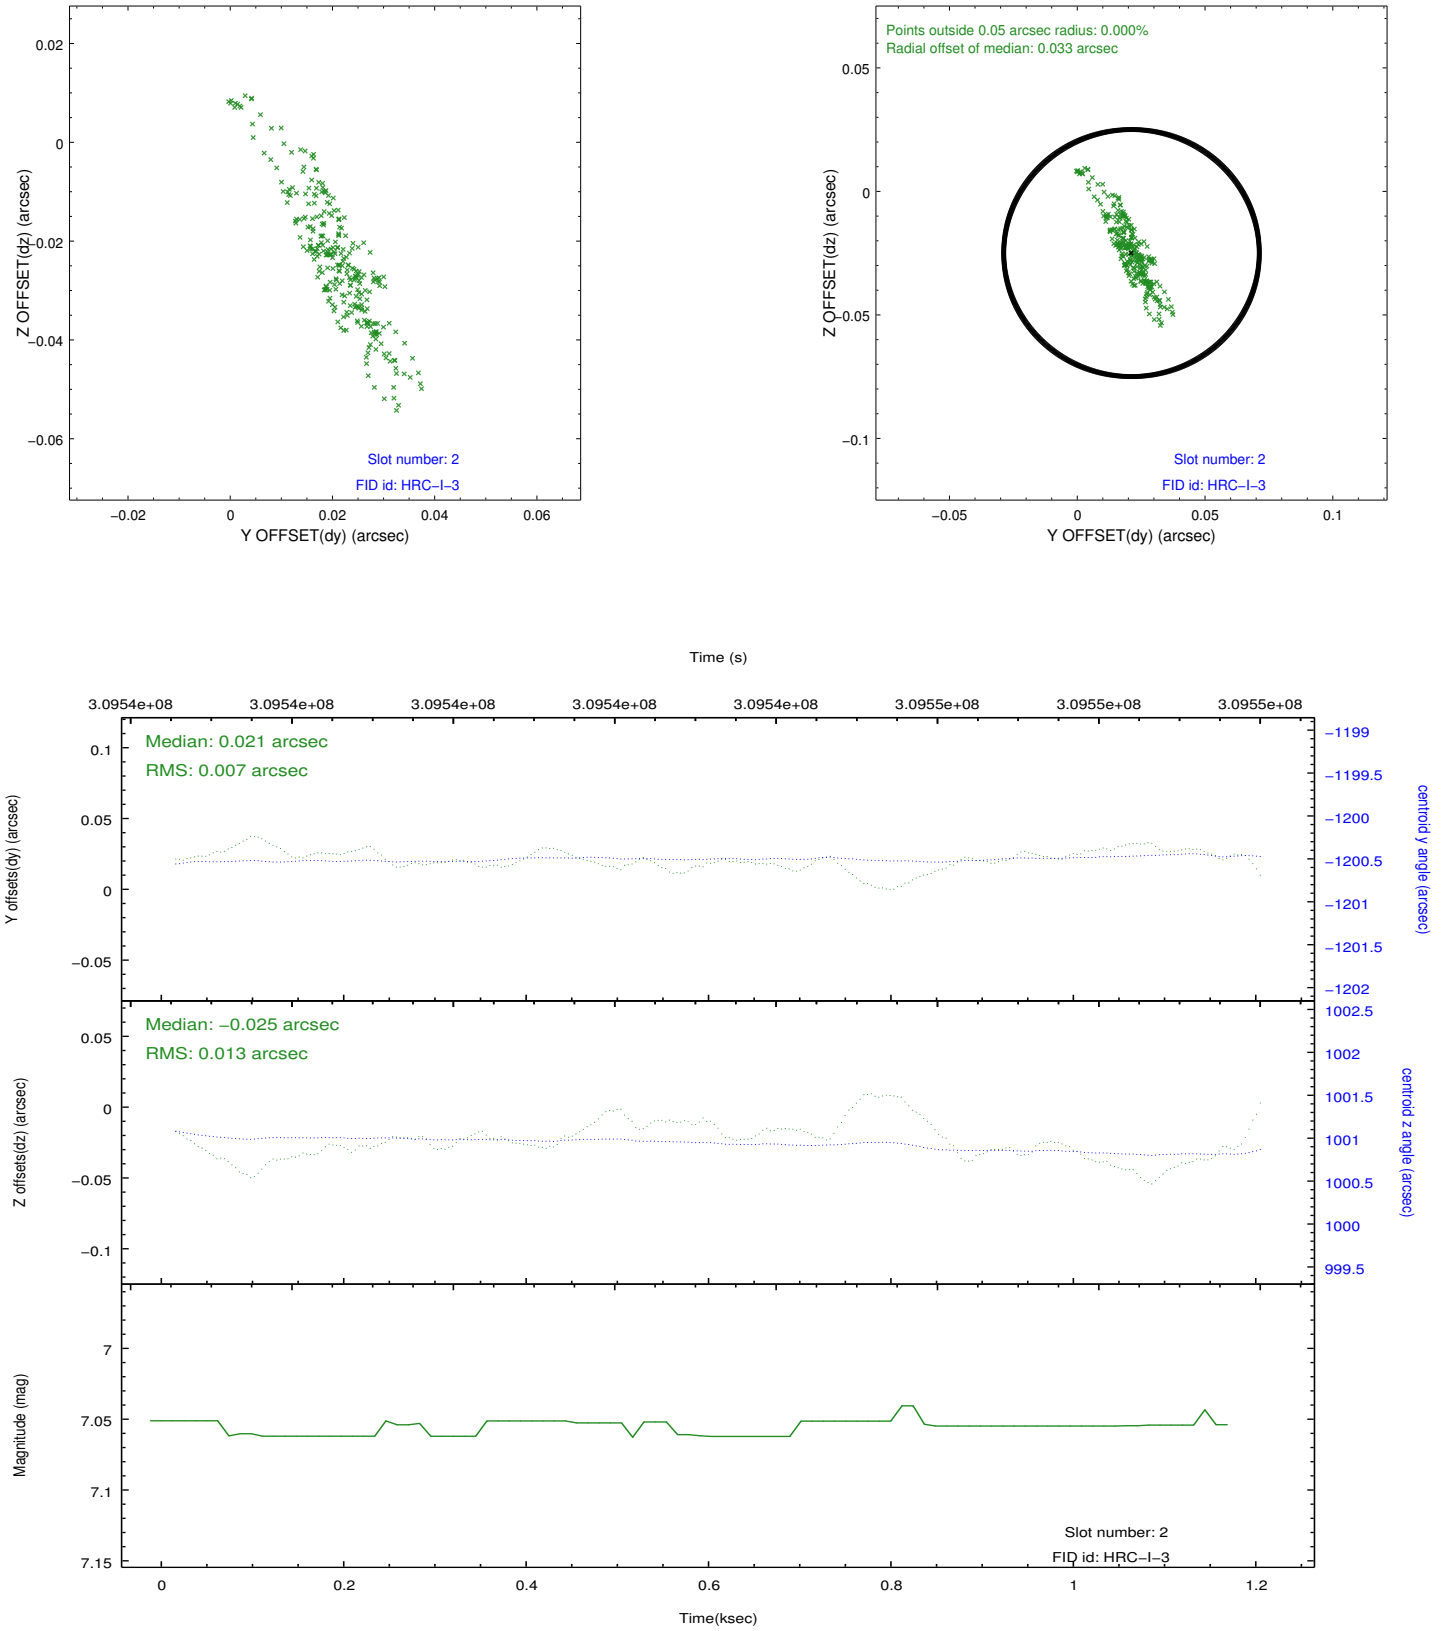 0.02
0
−0.02
−0.04
−0.06
Z OFFSET(dz) (arcsec)
Slot number: 2
FID id: HRC−I−3
−0.02
0
0.02
0.04
0.06
Y OFFSET(dy) (arcsec)
Points outside 0.05 arcsec radius: 0.000%
Radial offset of median: 0.033 arcsec
0.05
0
−0.05
−0.1
Z OFFSET(dz) (arcsec)
Slot number: 2
FID id: HRC−I−3
−0.05
0
0.05
0.1
Y OFFSET(dy) (arcsec)
Time (s)
3.0954e+08
3.0954e+08
3.0954e+08
3.0954e+08
3.0954e+08
3.0955e+08
3.0955e+08
3.0955e+08
Median: 0.021 arcsec
RMS: 0.007 arcsec
0.1
0.05
0
−0.05
Y offsets(dy) (arcsec)
−1199
−1199.5
−1200
−1200.5
−1201
−1201.5
−1202
centroid y angle (arcsec)
Median: −0.025 arcsec
RMS: 0.013 arcsec
0.05
0
−0.05
−0.1
Z offsets(dz) (arcsec)
1002.5
1002
1001.5
1001
1000.5
1000
999.5
centroid z angle (arcsec)
7
7.05
7.1
7.15
Magnitude (mag)
Slot number: 2
FID id: HRC−I−3
0
0.2
0.4
0.6
0.8
1
1.2
Time(ksec)